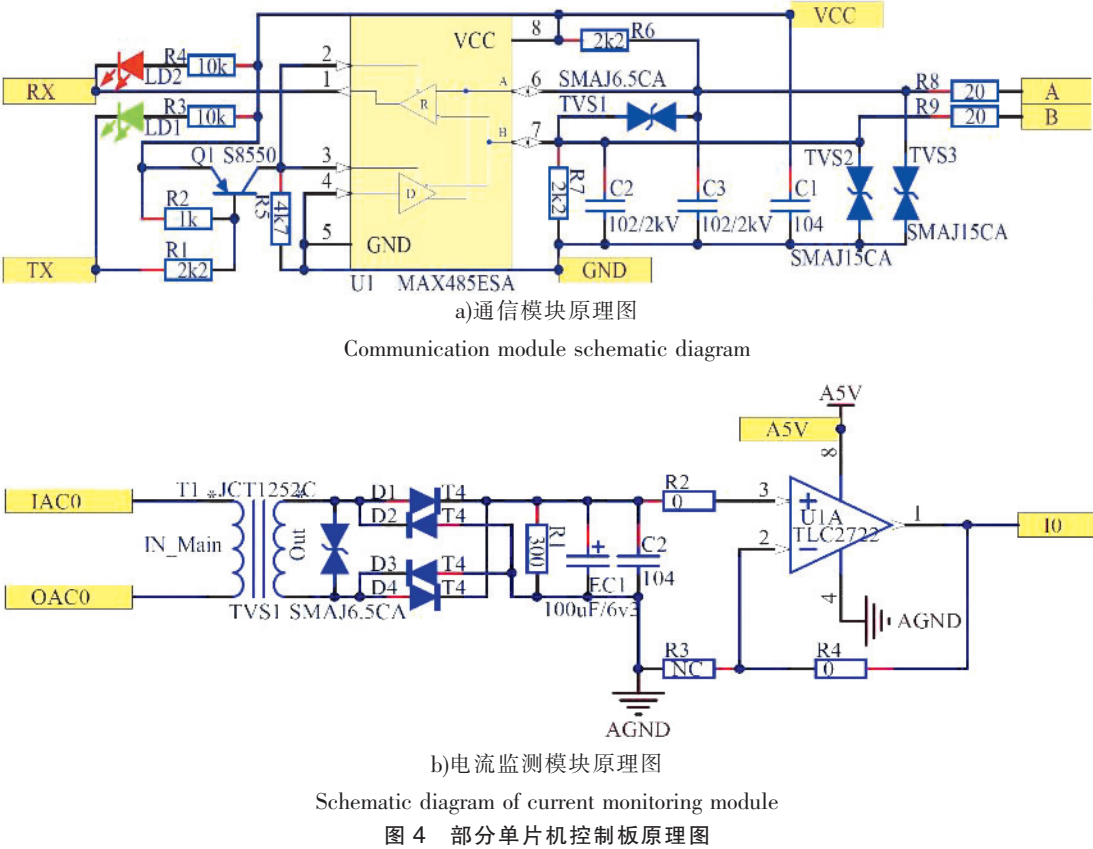 VCC
R4
10k
LD2
RX
R3
10k
LD1
Q1 S8550
R2
1k
R1
2k2
TX
R5
4k7
2
1
3
4
5
VCC
8
A
6
R
B
7
D
GND
U1 MAX485ESA
R6
2k2
SMAJ6.5CA
TVS1
R7
2k2
C2
102/2kV
C3
102/2kV
C1
104
TVS2
TVS3
SMAJ15CA
SMAJ15CA
R8
20
A
R9
20
B
GND
a)通信模块原理图
Communication module schematic diagram
A5V
A5V
8
IAC0
T1 *JCT1252C*
IN_Main
Out
OAC0
TVS1 SMAJ6.5CA
D1 T4
D2 T4
D3 T4
D4 T4
R1
300
+
EC1
100uF/6v3
C2
104
R2
0
3
+
U1A
TLC2722
2
−
1
I0
4
AGND
R3
NC
R4
0
AGND
b)电流监测模块原理图
Schematic diagram of current monitoring module
图 4 部分单片机控制板原理图